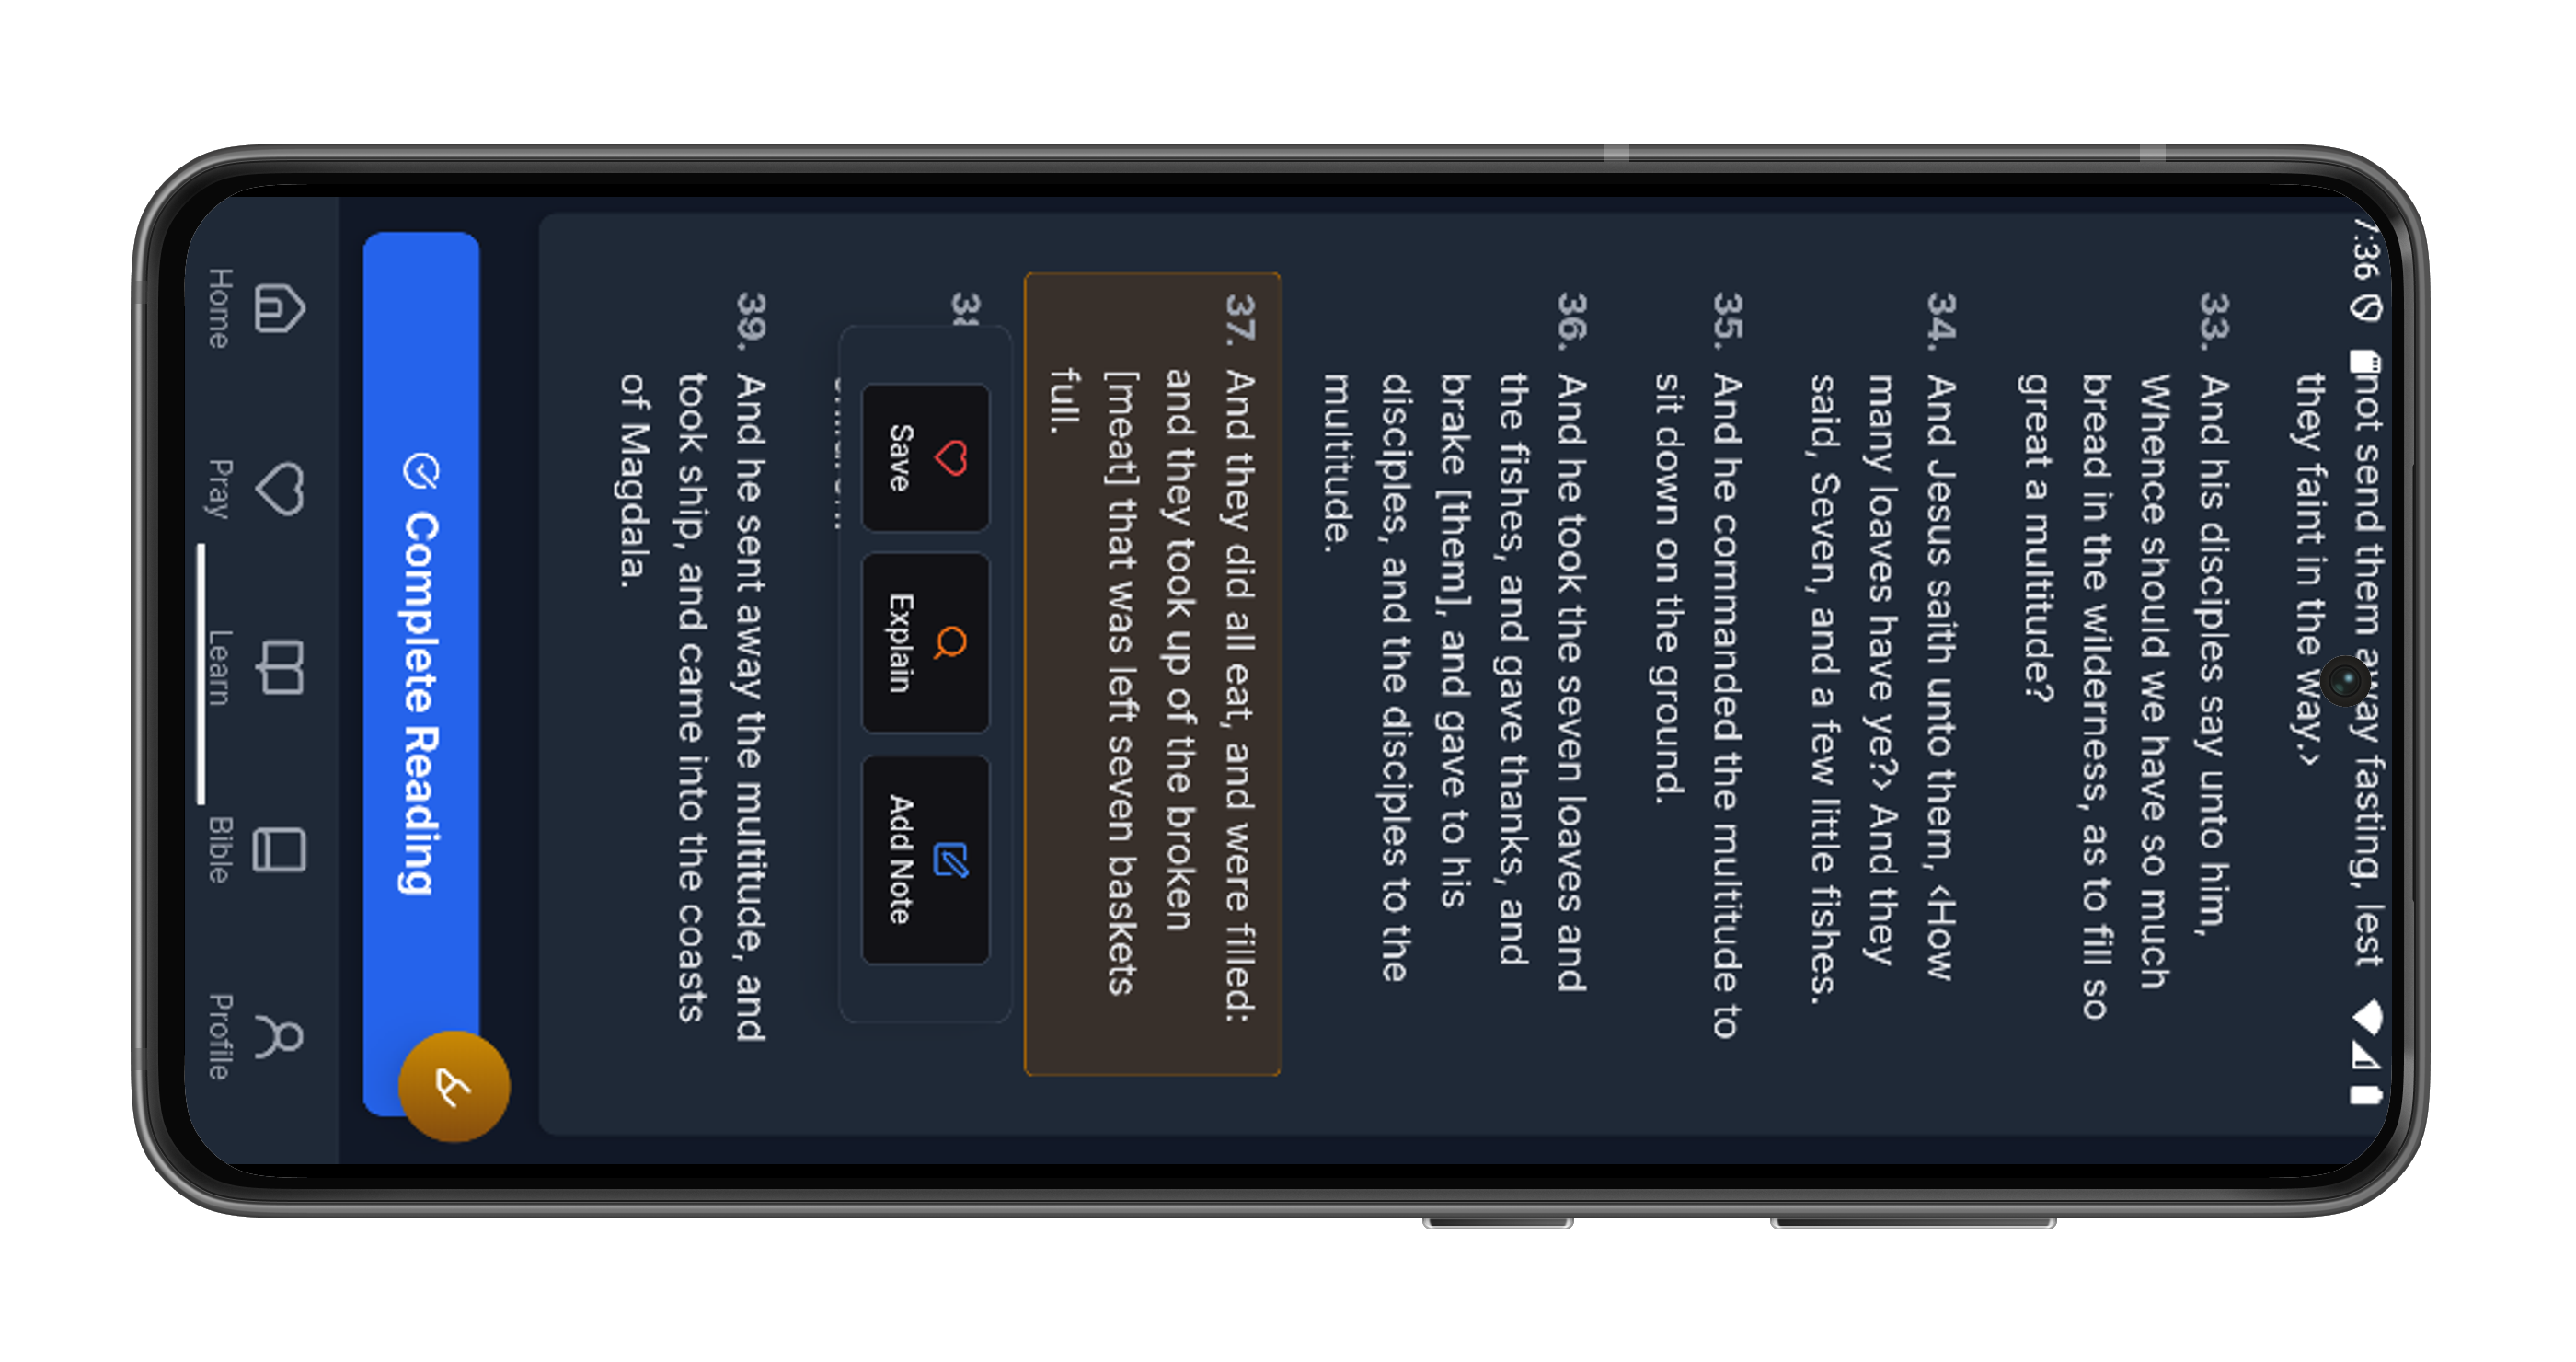 7:36
not send them away fasting, lest
they faint in the way.›
33. And his disciples say unto him,
Whence should we have so much
bread in the wilderness, as to fill so
great a multitude?
34. And Jesus saith unto them, ‹How
many loaves have ye?› And they
said, Seven, and a few little fishes.
35. And he commanded the multitude to
sit down on the ground.
36. And he took the seven loaves and
the fishes, and gave thanks, and
brake [them], and gave to his
disciples, and the disciples to the
multitude.
37. And they did all eat, and were filled:
and they took up of the broken
[meat] that was left seven baskets
full.
Save Explain Add Note
39. And he sent away the multitude, and
took ship, and came into the coasts
of Magdala.
Complete Reading
Home Pray Learn Bible Profile